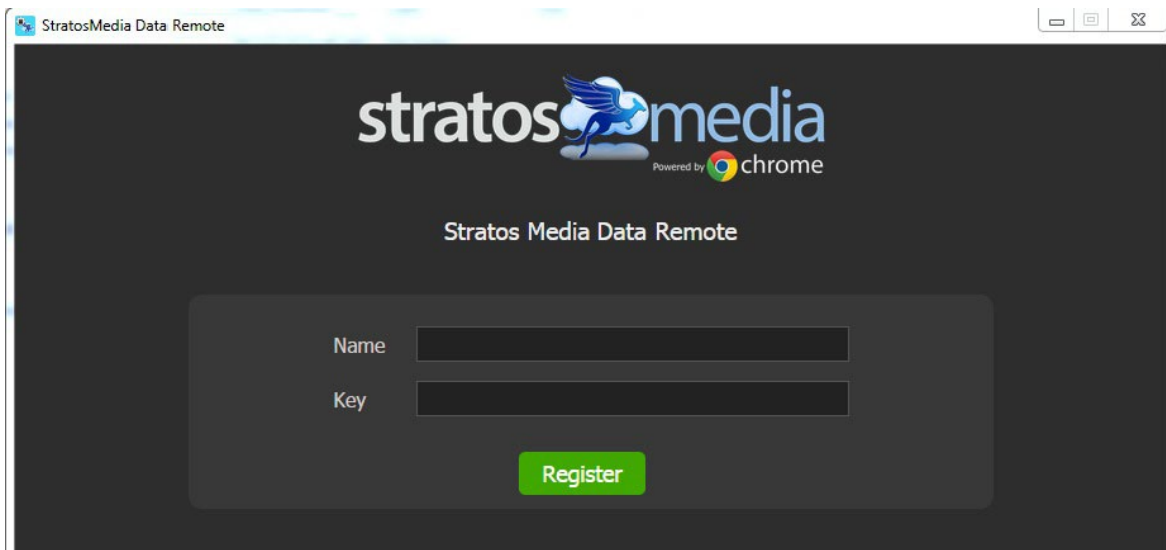 StratosMedia Data Remote
stratos media
Powered by chrome
Stratos Media Data Remote
Name
Key
Register